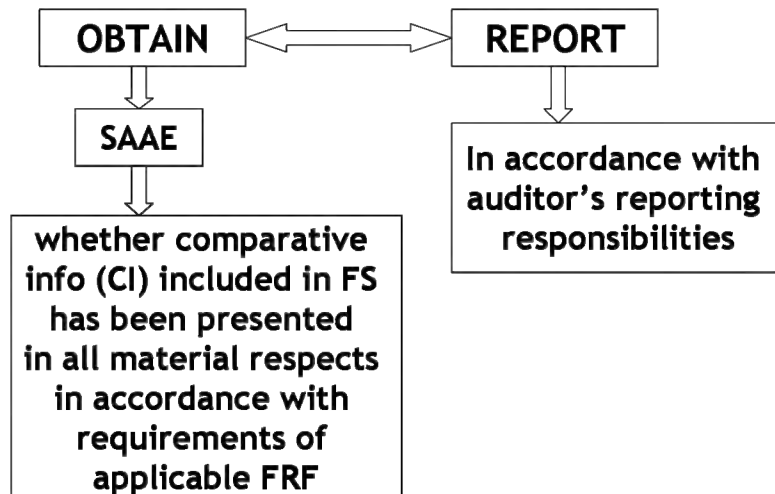 OBTAIN
REPORT
SAAE
In accordance with
auditor's reporting
responsibilities
whether comparative
info (CI) included in FS
has been presented
in all material respects
in accordance with
requirements of
applicable FRF